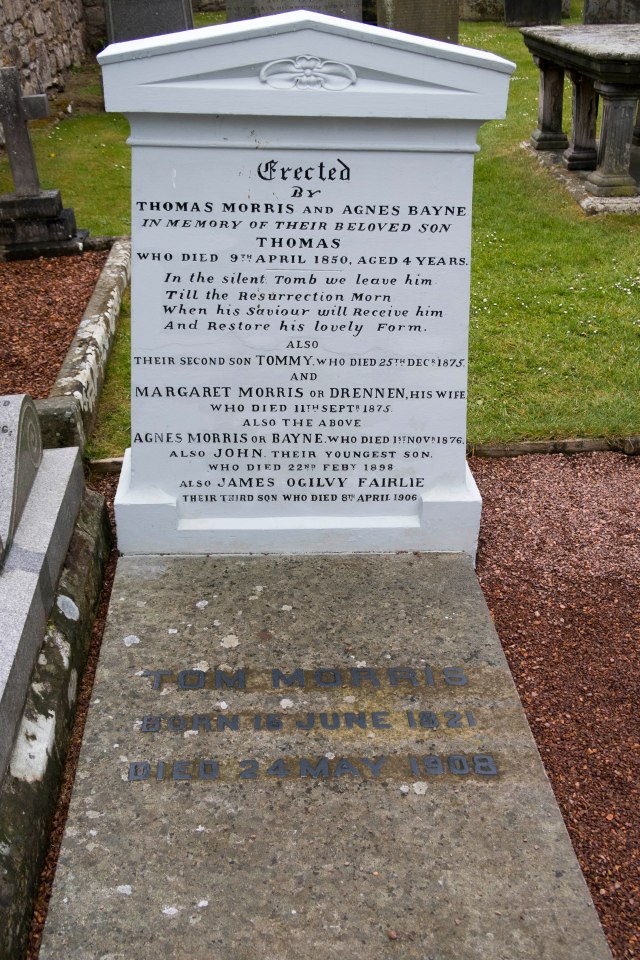 Erected
BY
THOMAS MORRIS AND AGNES BAYNE
IN MEMORY OF THEIR BELOVED SON
THOMAS
WHO DIED 9TH APRIL 1850, AGED 4 YEARS.
In the silent Tomb we leave him
Till the Resurrection Morn
When his Saviour will Receive him
And Restore his lovely Form.
ALSO
THEIR SECOND SON TOMMY, WHO DIED 25TH DECR 1875.
AND
MARGARET MORRIS OR DRENNEN, HIS WIFE
WHO DIED 11TH SEPTR 1875.
ALSO THE ABOVE
AGNES MORRIS OR BAYNE. WHO DIED 1ST NOVR 1876.
ALSO JOHN. THEIR YOUNGEST SON.
WHO DIED 22ND FEBY 1898
ALSO JAMES OGILVY FAIRLIE
THEIR THIRD SON WHO DIED 8TH APRIL 1906
TOM MORRIS
BORN 16 JUNE 1821
DIED 24 MAY 1908